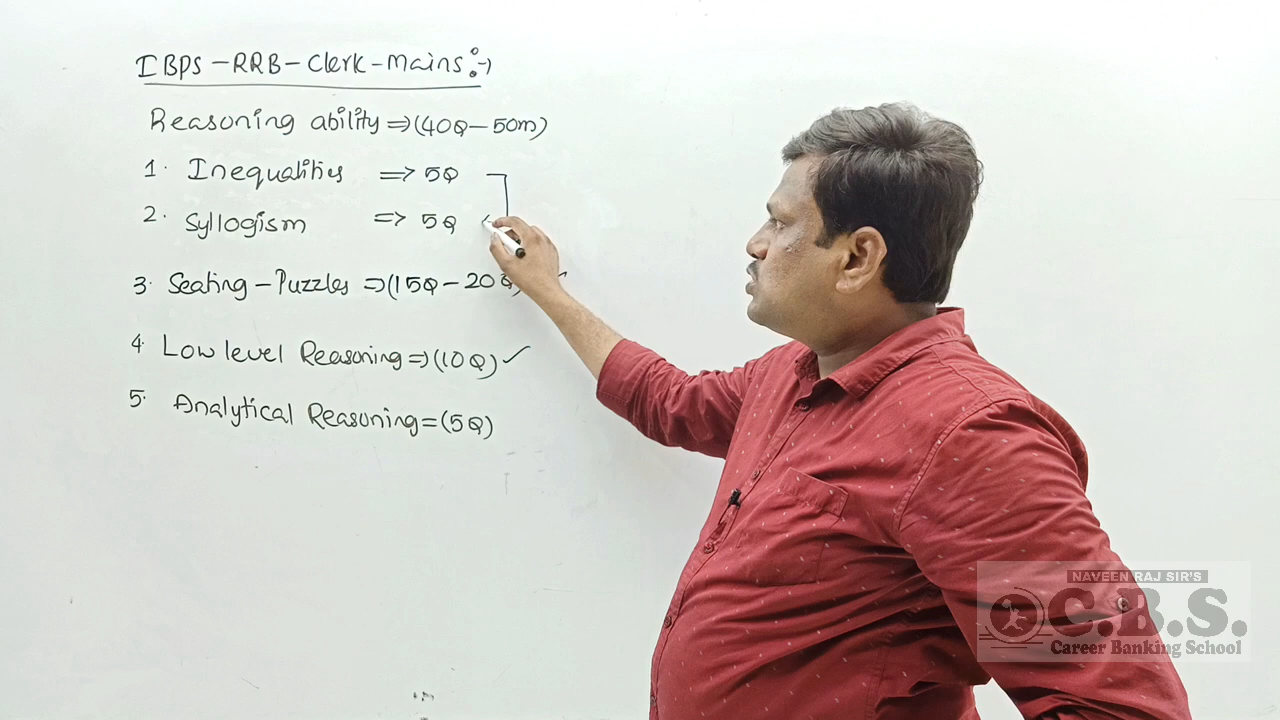 IBPS-RRB-Clerk-Mains:-
Reasoning ability⇒(40Q-50m)
1. Inequalities ⇒ 5Q
2. Syllogism ⇒ 5Q
3. Seating-Puzzles ⇒(15Q-20Q) ✓
4 Low level Reasoning⇒(10Q) ✓
5. Analytical Reasoning=(5Q)
NAVEEN RAJ SIR'S
C.B.S.
Career Banking School